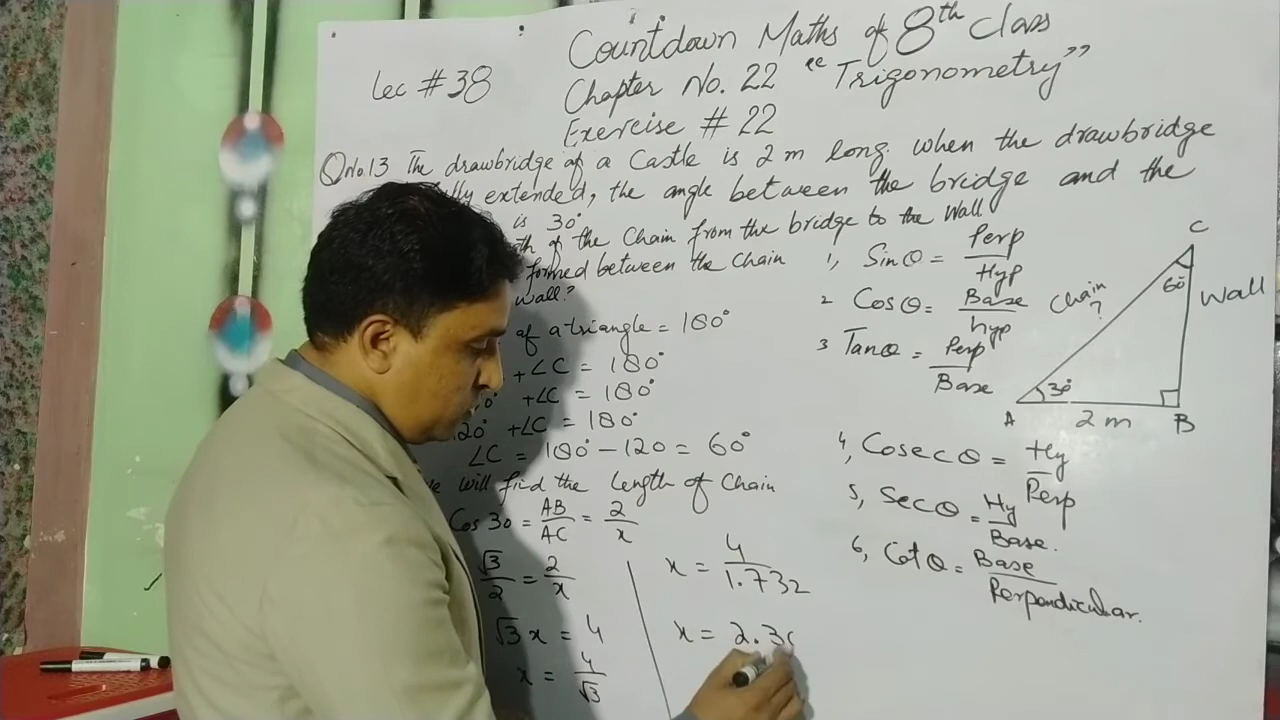 Countdown Maths of 8th Class
Lec # 38
Chapter No. 22 "Trigonometry"
Exercise # 22
Q No.13 The drawbridge of a Castle is 2 m long. when the drawbridge
extended, the angle between the bridge and the
is 30°
of the Chain from the bridge to the Wall
formed between the Chain
wall?
of a triangle = 180°
+∠C = 180°
+∠C = 180°
120° +∠C = 180°
∠C = 180° − 120 = 60°
will find the Length of Chain
Cos 30 = AB/AC = 2/x
√3/2 = 2/x
√3 x = 4
x = 4/√3
x = 4/1.732
x = 2.3
1, Sinθ = Perp/Hyp
2 Cosθ = Base/hyp
3 Tanθ = Perp/Base
4, Cosecθ = Hy/Perp
5, Secθ = Hy/Base.
6, Cotθ = Base/Perpendicular.
C
60°
Wall
Chain
?
30°
A
2 m
B